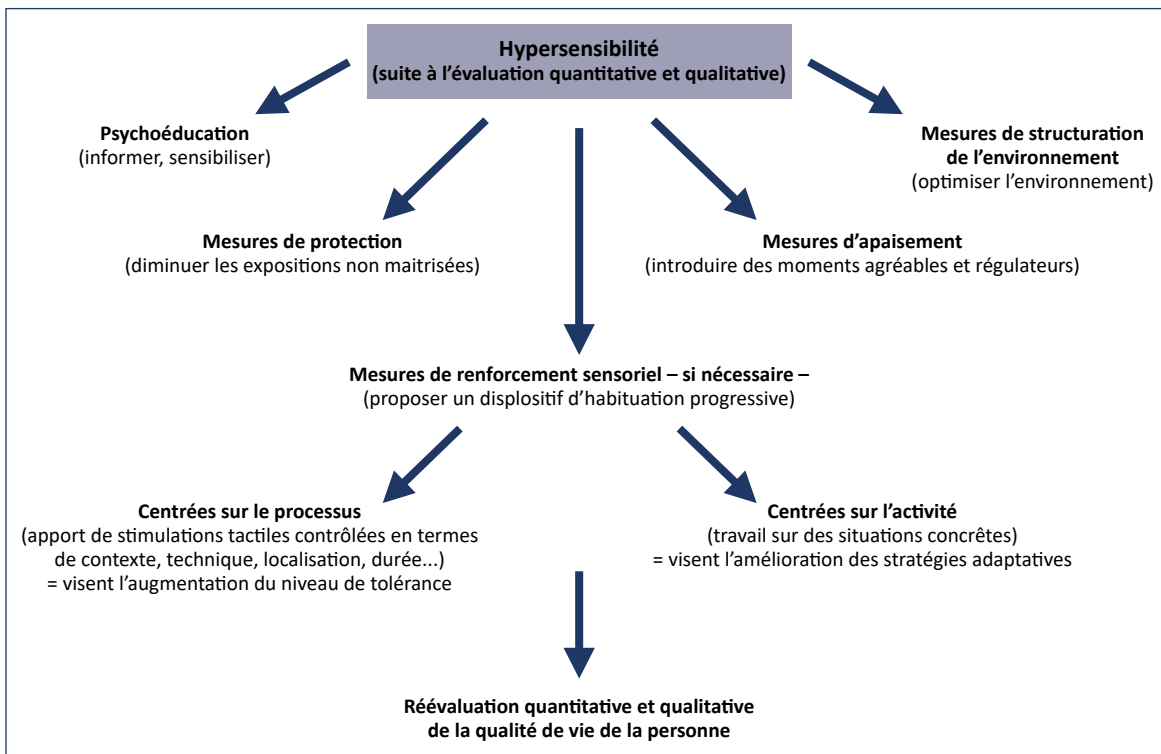 Hypersensibilité
(suite à l'évaluation quantitative et qualitative)
Psychoéducation
(informer, sensibiliser)
Mesures de structuration
de l'environnement
(optimiser l'environnement)
Mesures de protection
(diminuer les expositions non maitrisées)
Mesures d'apaisement
(introduire des moments agréables et régulateurs)
Mesures de renforcement sensoriel – si nécessaire –
(proposer un displositif d'habituation progressive)
Centrées sur le processus
(apport de stimulations tactiles contrôlées en termes
de contexte, technique, localisation, durée...)
= visent l'augmentation du niveau de tolérance
Centrées sur l'activité
(travail sur des situations concrêtes)
= visent l'amélioration des stratégies adaptatives
Réévaluation quantitative et qualitative
de la qualité de vie de la personne